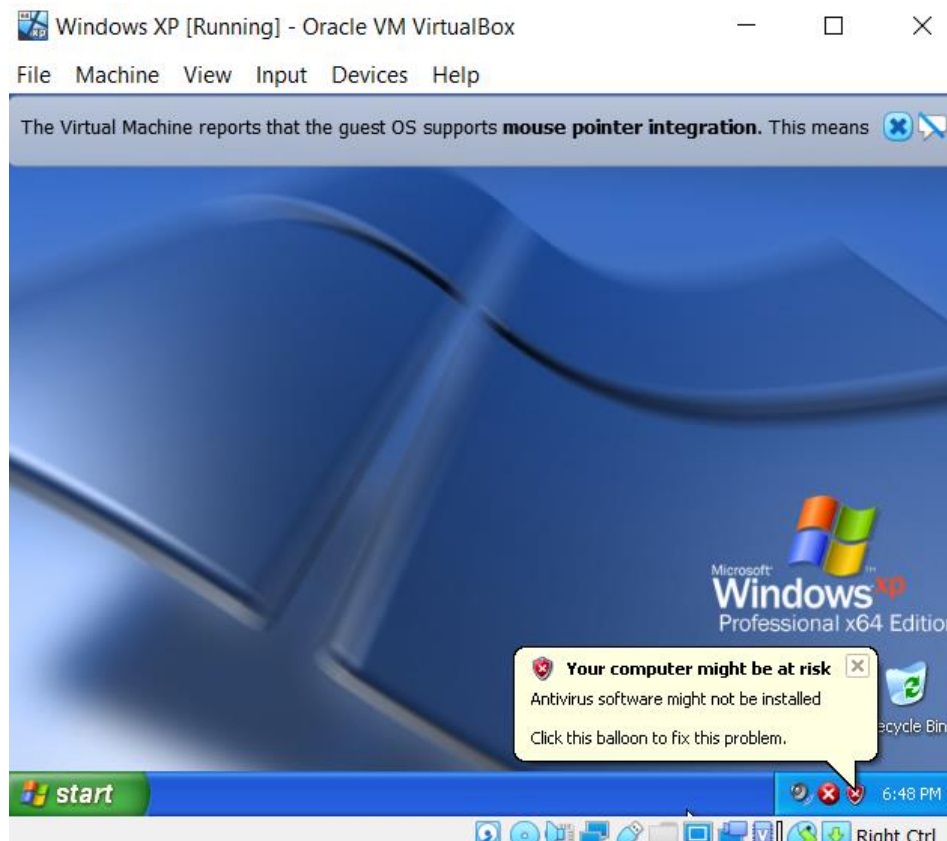 Windows XP [Running] - Oracle VM VirtualBox
File Machine View Input Devices Help
The Virtual Machine reports that the guest OS supports mouse pointer integration. This means
Microsoft
Windows xp
Professional x64 Editio
Your computer might be at risk
Antivirus software might not be installed
Click this balloon to fix this problem.
ecycle Bin
start
6:48 PM
Right Ctrl